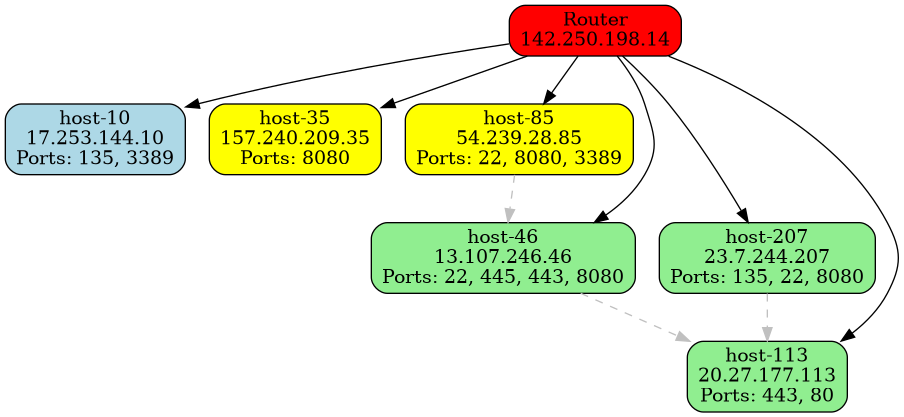 Router
142.250.198.14
host-10
17.253.144.10
Ports: 135, 3389
host-35
157.240.209.35
Ports: 8080
host-85
54.239.28.85
Ports: 22, 8080, 3389
host-46
13.107.246.46
Ports: 22, 445, 443, 8080
host-207
23.7.244.207
Ports: 135, 22, 8080
host-113
20.27.177.113
Ports: 443, 80